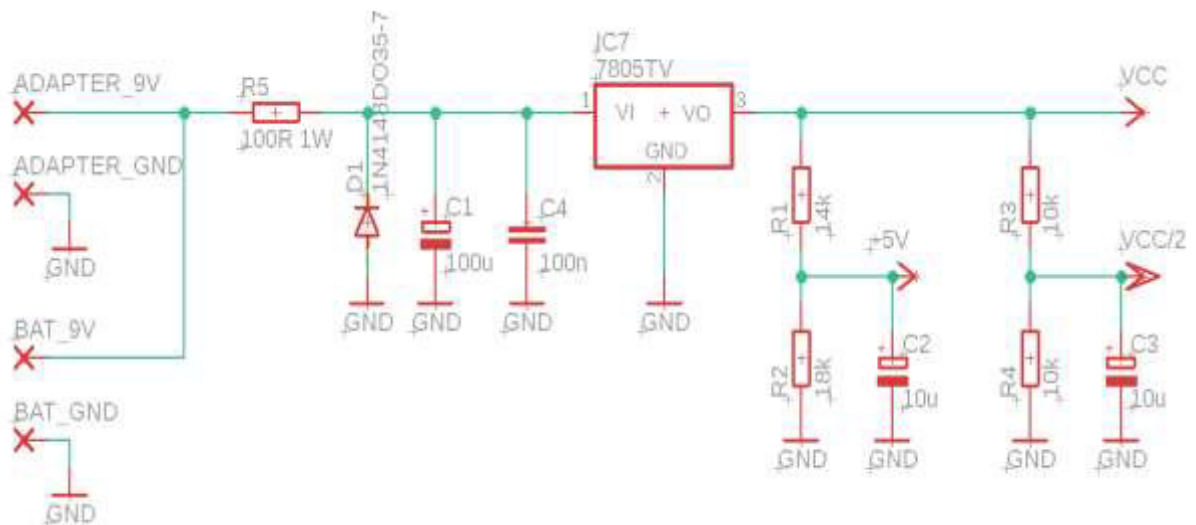 IC7
7805TV
ADAPTER_9V
R5
100R 1W
1N4148DO35-7
D1
1
VI
VO
3
GND
2
VCC
ADAPTER_GND
GND
C1
100u
C4
100n
R1
14k
R3
10k
+5V
VCC/2
GND
GND
GND
GND
BAT_9V
R2
18k
C2
10u
R4
10k
C3
10u
BAT_GND
GND
GND
GND
GND
GND